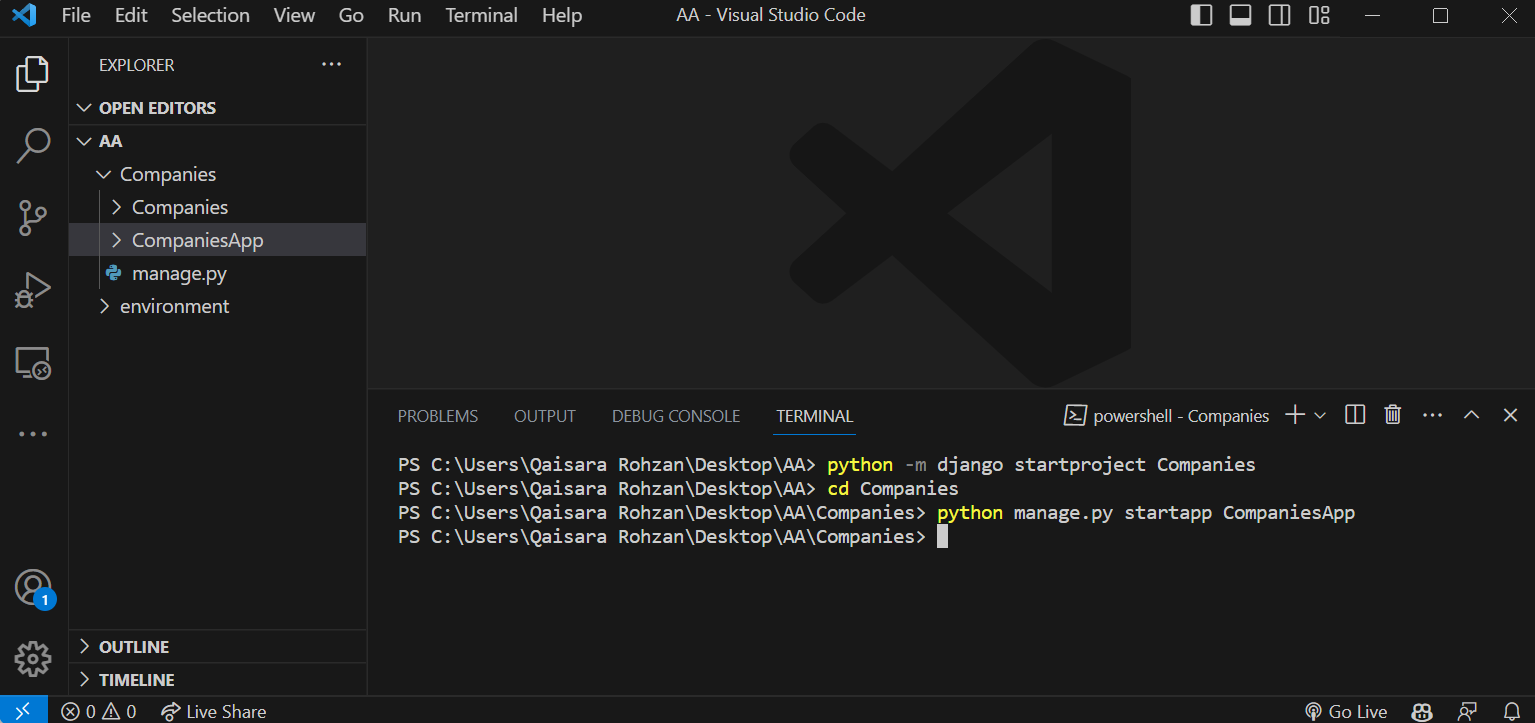 File Edit Selection View Go Run Terminal Help AA - Visual Studio Code
EXPLORER
OPEN EDITORS
AA
Companies
Companies
CompaniesApp
manage.py
environment
PROBLEMS OUTPUT DEBUG CONSOLE TERMINAL powershell - Companies
PS C:\Users\Qaisara Rohzan\Desktop\AA> python -m django startproject Companies
PS C:\Users\Qaisara Rohzan\Desktop\AA> cd Companies
PS C:\Users\Qaisara Rohzan\Desktop\AA\Companies> python manage.py startapp CompaniesApp
PS C:\Users\Qaisara Rohzan\Desktop\AA\Companies>
1
OUTLINE
TIMELINE
0 0 Live Share Go Live